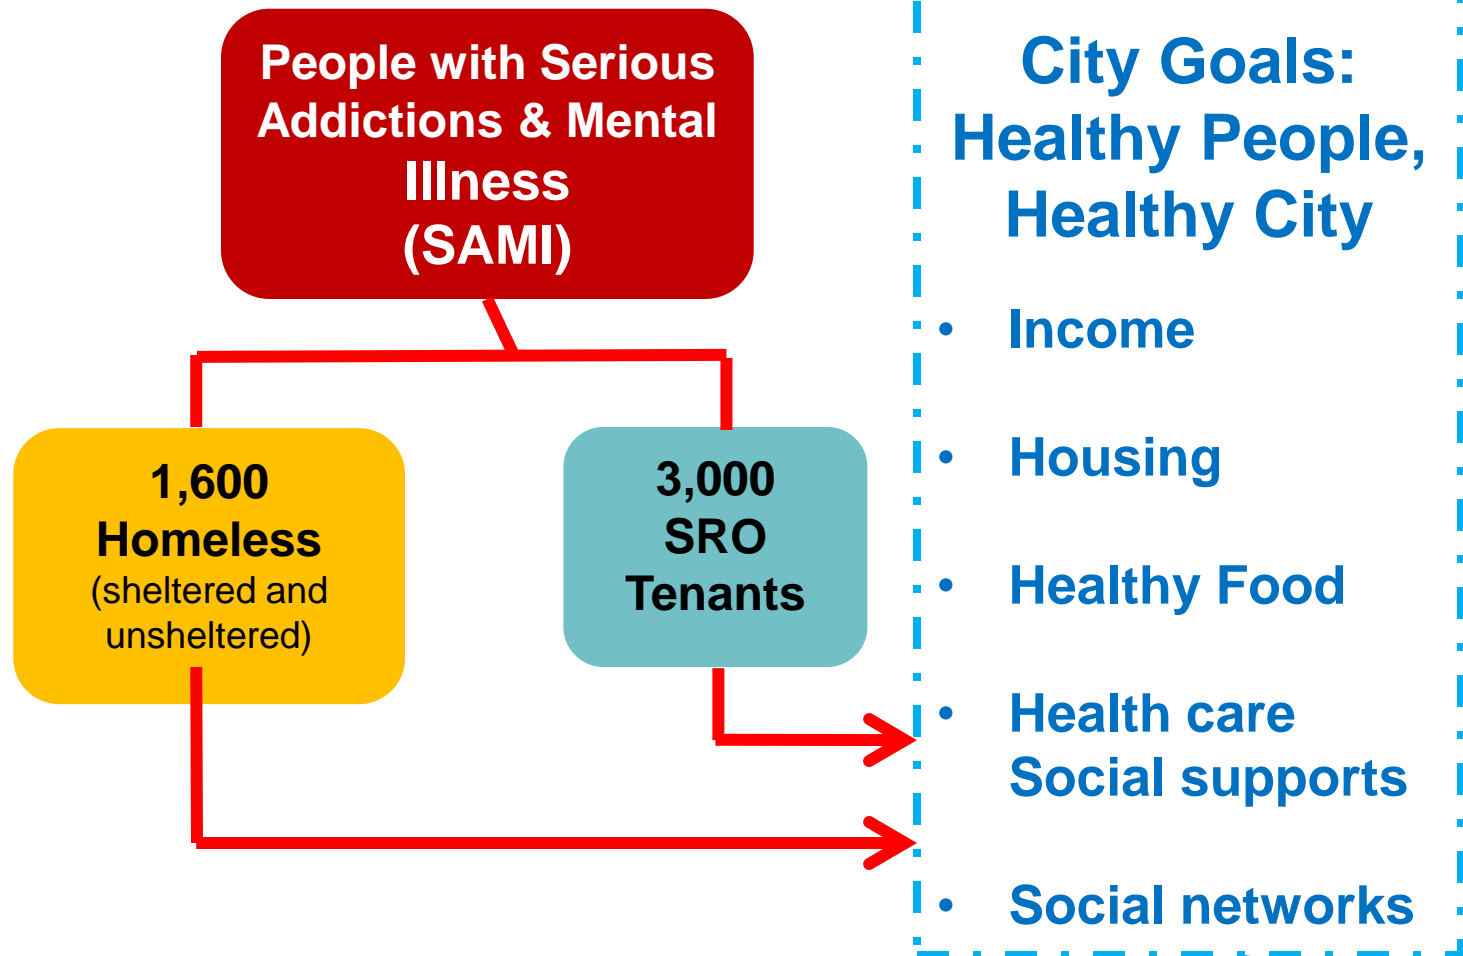 People with Serious
Addictions & Mental
Illness
(SAMI)
1,600
Homeless
(sheltered and
unsheltered)
3,000
SRO
Tenants
City Goals:
Healthy People,
Healthy City
• Income
• Housing
• Healthy Food
• Health care
Social supports
• Social networks